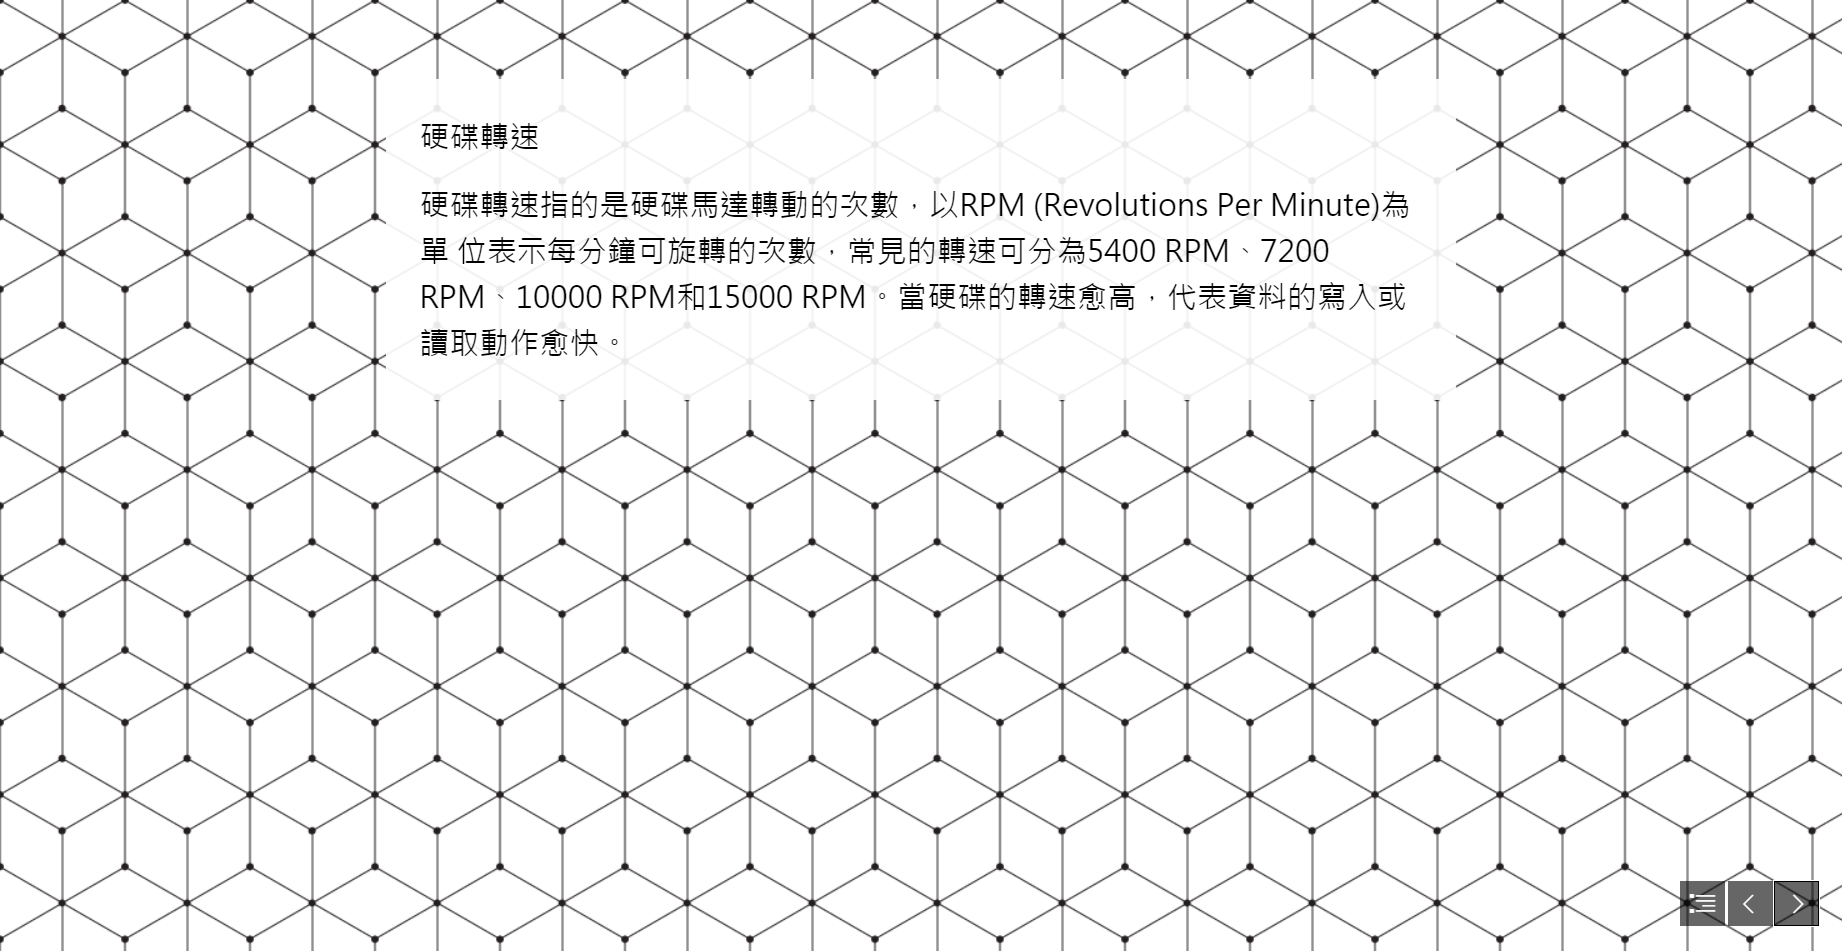 硬碟轉速
硬碟轉速指的是硬碟馬達轉動的次數，以RPM (Revolutions Per Minute)為
單 位表示每分鐘可旋轉的次數，常見的轉速可分為5400 RPM、7200
RPM、10000 RPM和15000 RPM。當硬碟的轉速愈高，代表資料的寫入或
讀取動作愈快。